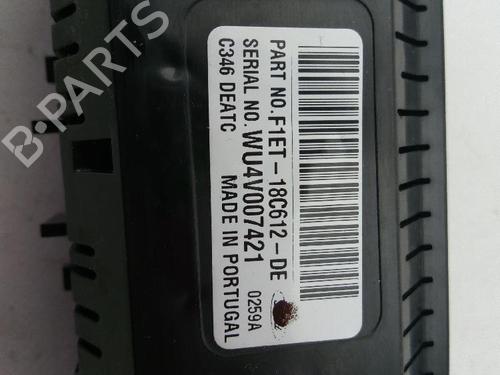 PART NO. F1ET-18C612-DE
SERIAL NO. WU4V007421
C346 DEATC
0259A
MADE IN PORTUGAL
B-PARTS